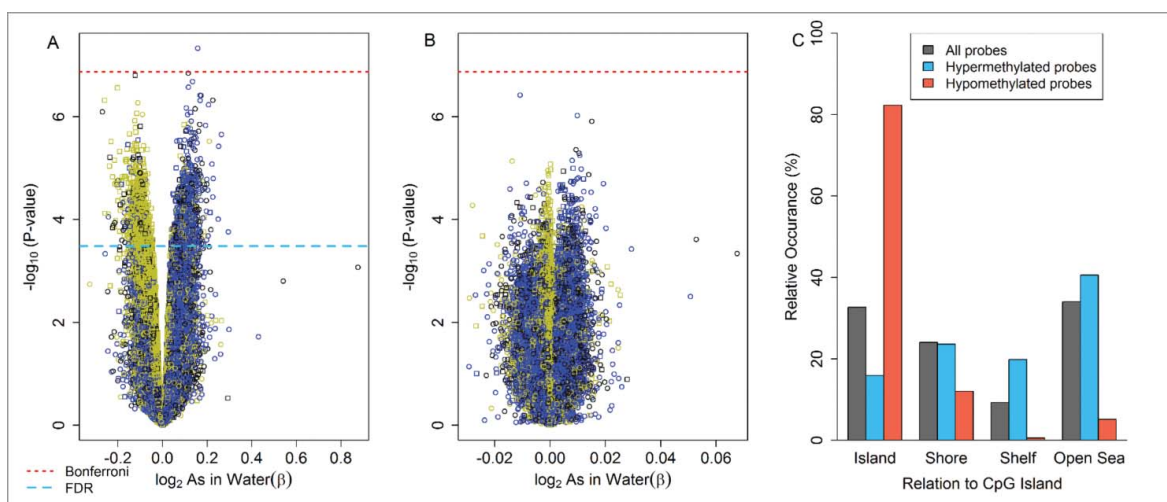 A
-log10 (P-value)
6
4
2
0
-0.2
0.0
0.2
0.4
0.6
0.8
log2 As in Water(β)
Bonferroni
FDR
B
-log10 (P-value)
6
4
2
0
-0.02
0.00
0.02
0.04
0.06
log2 As in Water(β)
C
Relative Occurance (%)
100
80
60
40
20
0
All probes
Hypermethylated probes
Hypomethylated probes
Island
Shore
Shelf
Open Sea
Relation to CpG Island